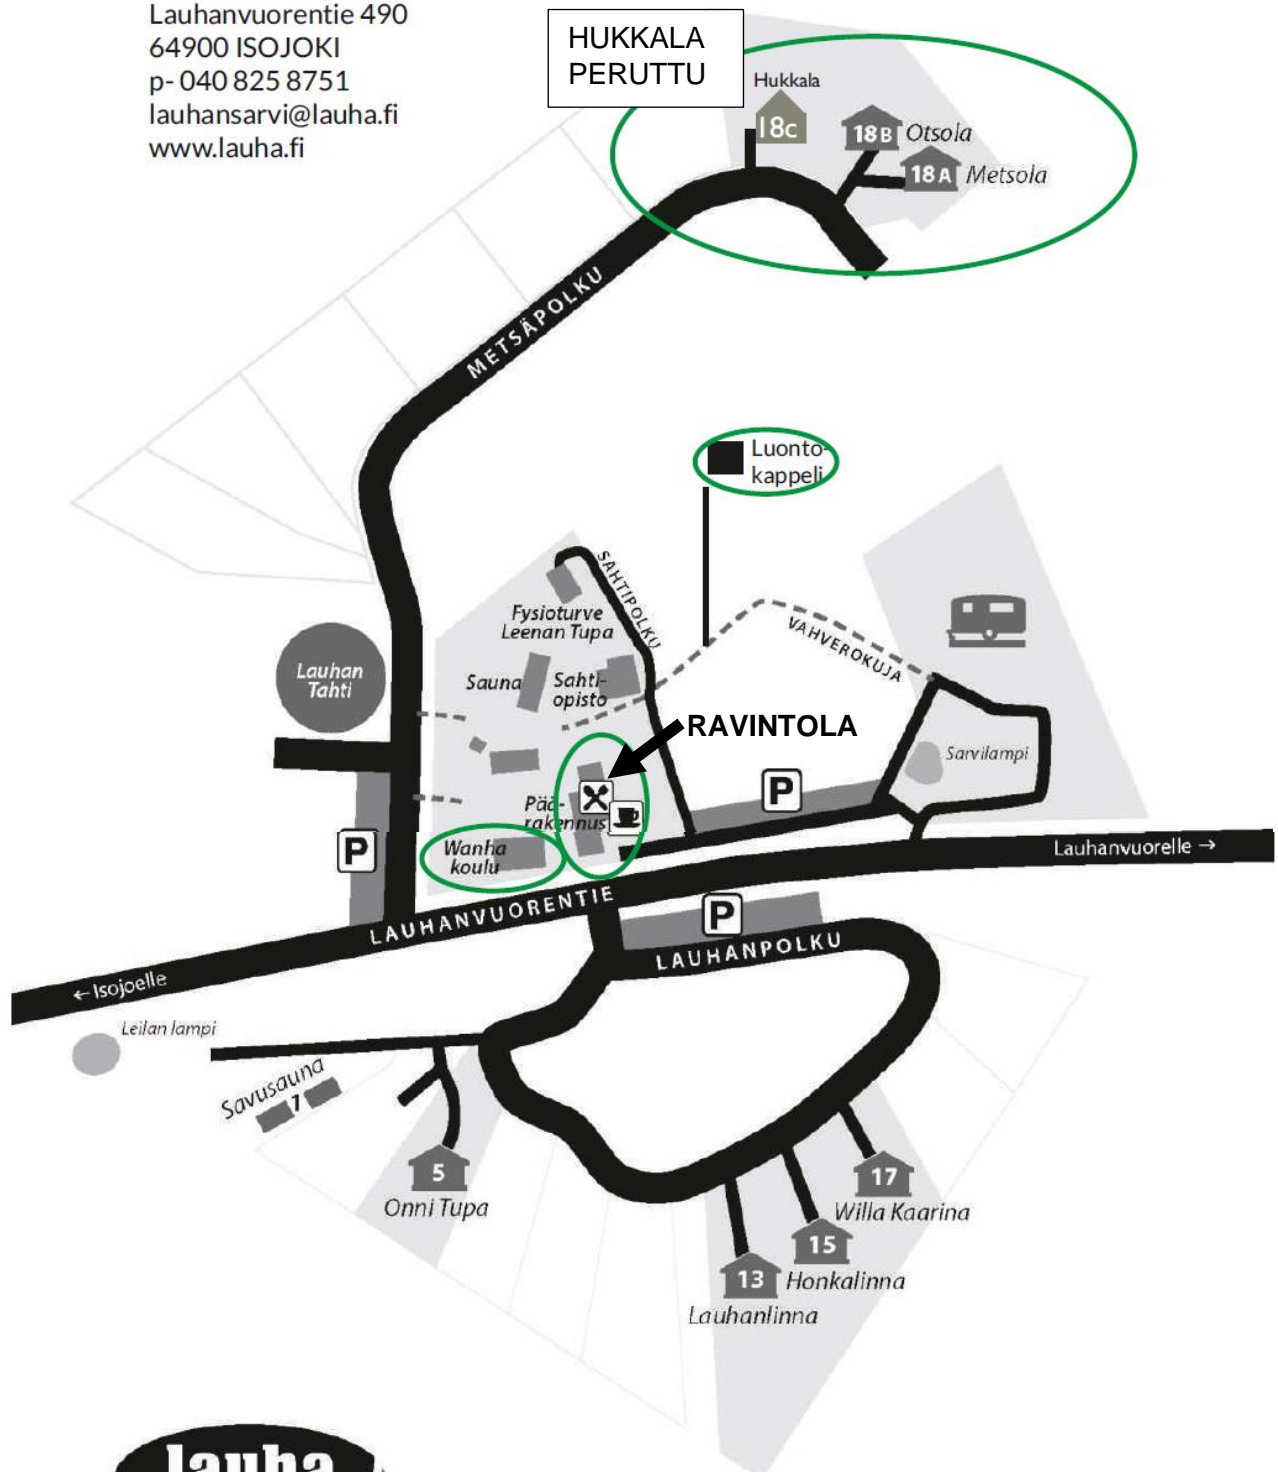 Lauhanvuorentie 490
64900 ISOJOKI
p- 040 825 8751
lauhansarvi@lauha.fi
www.lauha.fi
HUKKALA
PERUTTU
Hukkala
18c
18B Otsola
18A Metsola
METSÄPOLKU
Luonto-
kappeli
SAHTIPOLKU
Fysioturve
Leenan Tupa
VAHVEROKUJA
Lauhan
Tahti
Sauna
Sahti-
opisto
RAVINTOLA
Sarvilampi
P
Pää-
rakennus
P
Wanha
koulu
Lauhanvuorelle →
LAUHANVUORENTIE
P
LAUHANPOLKU
← Isojoelle
Leilan lampi
Savusauna
7
5
Onni Tupa
17
Willa Kaarina
15
Honkalinna
13
Lauhanlinna
lauha